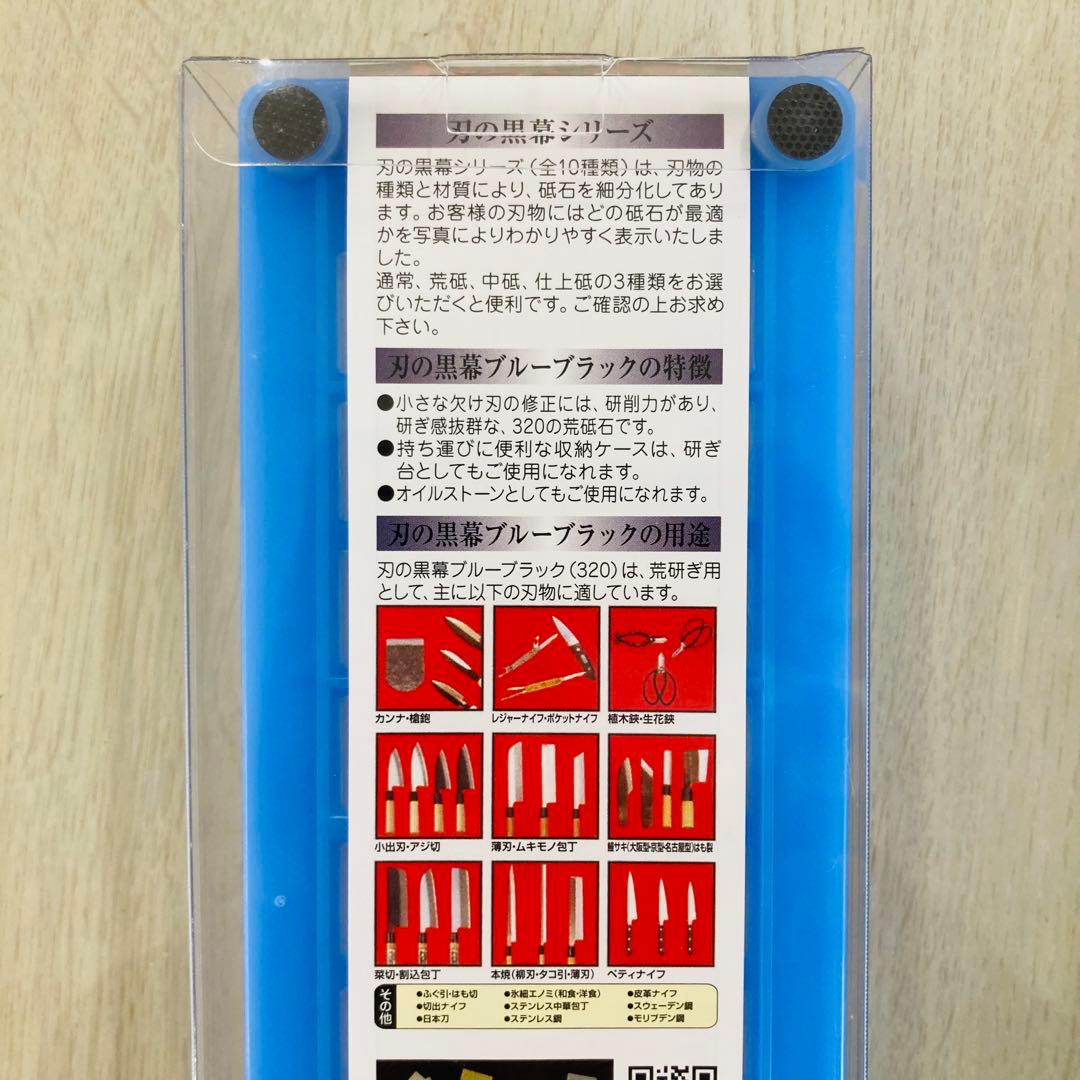 刃の黒幕シリーズ
刃の黒幕シリーズ（全10種類）は、刃物の
種類と材質により、砥石を細分化してあり
ます。お客様の刃物にはどの砥石が最適
かを写真によりわかりやすく表示いたしま
した。
通常、荒砥、中砥、仕上砥の3種類をお選
びいただくと便利です。ご確認の上お求め
下さい。
刃の黒幕ブルーブラックの特徴
●小さな欠け刃の修正には、研削力があり、
研ぎ感抜群な、320の荒砥石です。
●持ち運びに便利な収納ケースは、研ぎ
台としてもご使用になれます。
●オイルストーンとしてもご使用になれます。
刃の黒幕ブルーブラックの用途
刃の黒幕ブルーブラック（320）は、荒研ぎ用
として、主に以下の刃物に適しています。
カンナ・槍鉋 レジャーナイフ・ポケットナイフ 植木鋏・生花鋏
小出刃・アジ切 薄刃・ムキモノ包丁 鰻サキ（大阪型・京型・名古屋型）はも裂
菜切・割込包丁 本焼（柳刃・タコ引・薄刃） ペティナイフ
その他
●ふぐ引・はも切 ●氷細工ノミ（和食・洋食） ●皮革ナイフ
●切出ナイフ ●ステンレス中華包丁 ●スウェーデン鋼
●日本刀 ●ステンレス鋼 ●モリブデン鋼